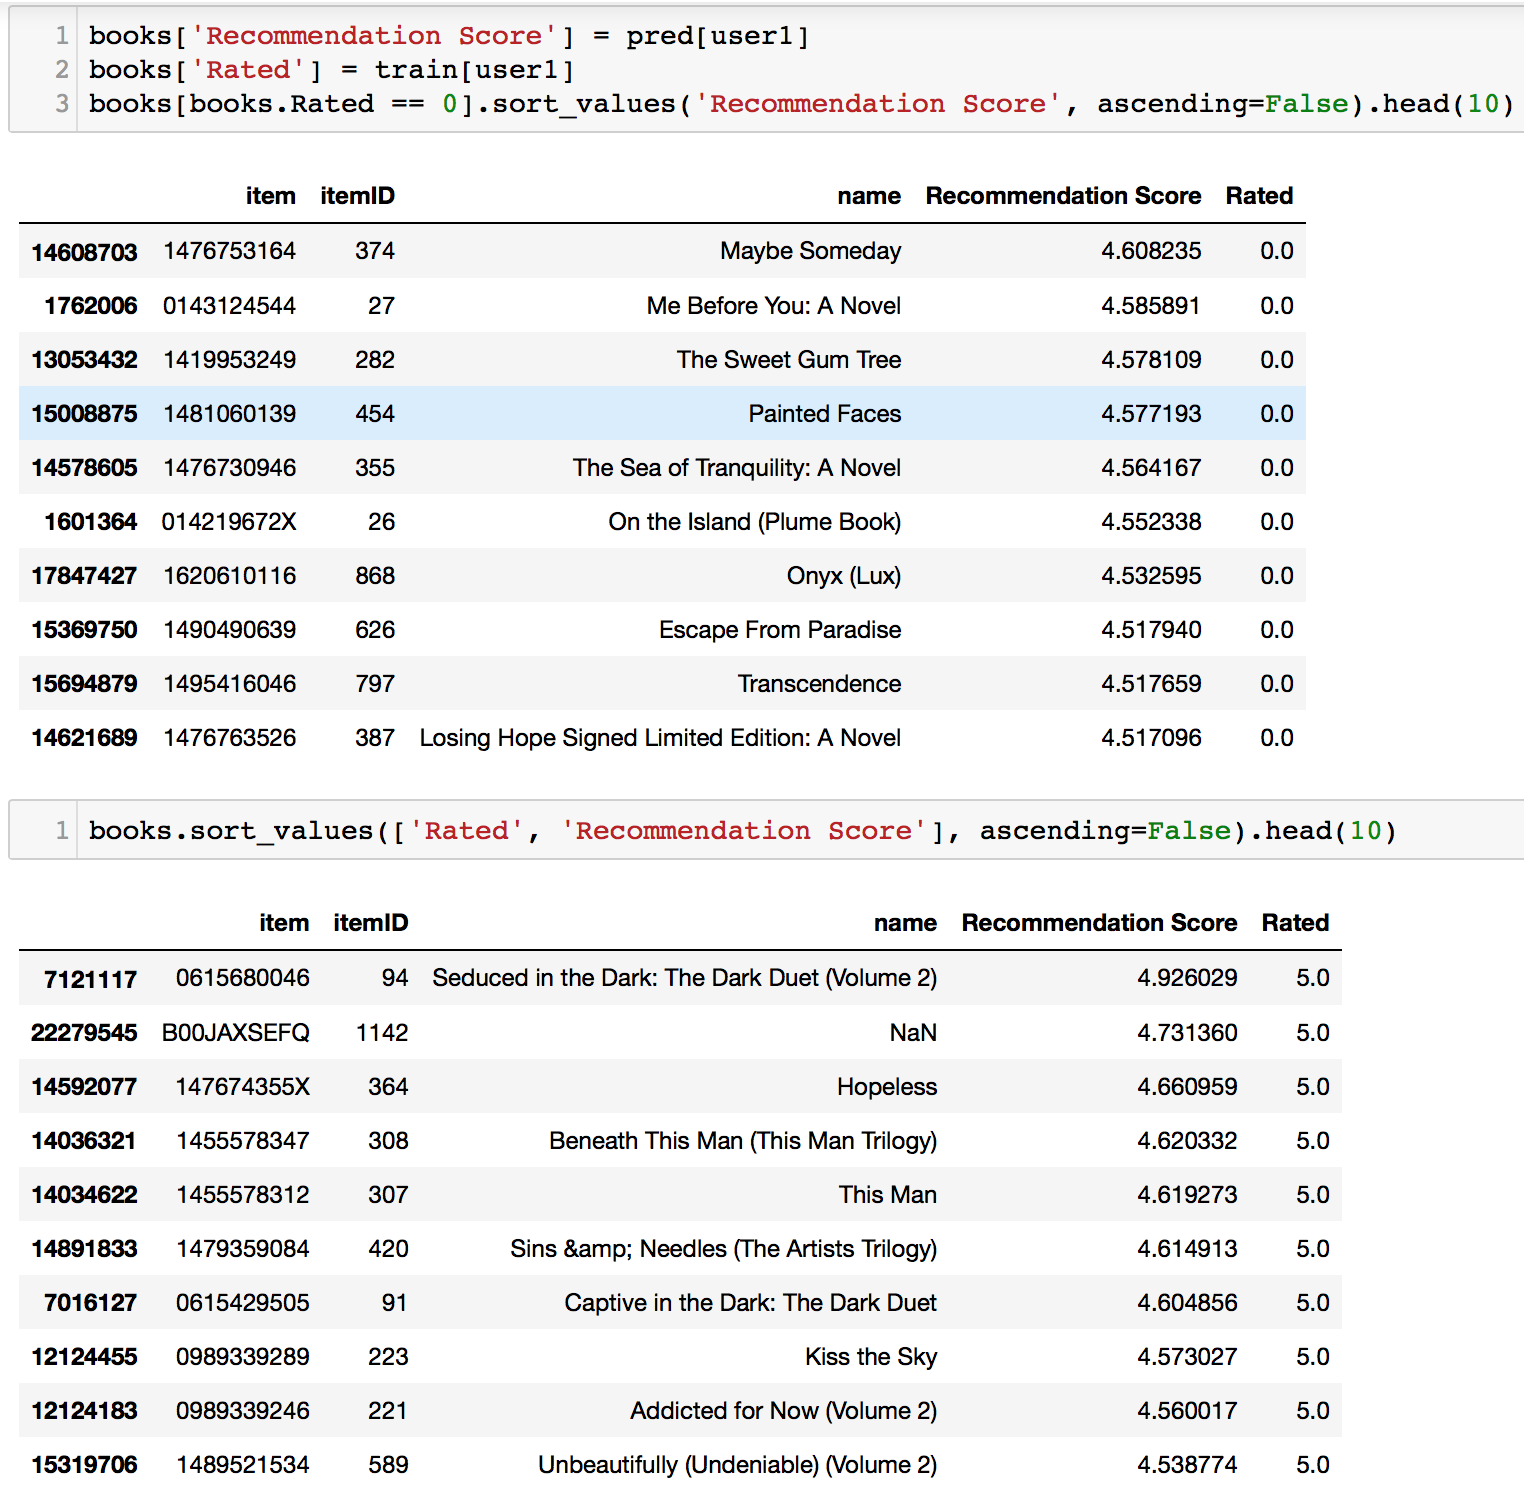 1 books['Recommendation Score'] = pred[user1]
2 books['Rated'] = train[user1]
3 books[books.Rated == 0].sort_values('Recommendation Score', ascending=False).head(10)
item itemID name Recommendation Score Rated
14608703 1476753164 374 Maybe Someday 4.608235 0.0
1762006 0143124544 27 Me Before You: A Novel 4.585891 0.0
13053432 1419953249 282 The Sweet Gum Tree 4.578109 0.0
15008875 1481060139 454 Painted Faces 4.577193 0.0
14578605 1476730946 355 The Sea of Tranquility: A Novel 4.564167 0.0
1601364 014219672X 26 On the Island (Plume Book) 4.552338 0.0
17847427 1620610116 868 Onyx (Lux) 4.532595 0.0
15369750 1490490639 626 Escape From Paradise 4.517940 0.0
15694879 1495416046 797 Transcendence 4.517659 0.0
14621689 1476763526 387 Losing Hope Signed Limited Edition: A Novel 4.517096 0.0
1 books.sort_values(['Rated', 'Recommendation Score'], ascending=False).head(10)
item itemID name Recommendation Score Rated
7121117 0615680046 94 Seduced in the Dark: The Dark Duet (Volume 2) 4.926029 5.0
22279545 B00JAXSEFQ 1142 NaN 4.731360 5.0
14592077 147674355X 364 Hopeless 4.660959 5.0
14036321 1455578347 308 Beneath This Man (This Man Trilogy) 4.620332 5.0
14034622 1455578312 307 This Man 4.619273 5.0
14891833 1479359084 420 Sins &amp; Needles (The Artists Trilogy) 4.614913 5.0
7016127 0615429505 91 Captive in the Dark: The Dark Duet 4.604856 5.0
12124455 0989339289 223 Kiss the Sky 4.573027 5.0
12124183 0989339246 221 Addicted for Now (Volume 2) 4.560017 5.0
15319706 1489521534 589 Unbeautifully (Undeniable) (Volume 2) 4.538774 5.0